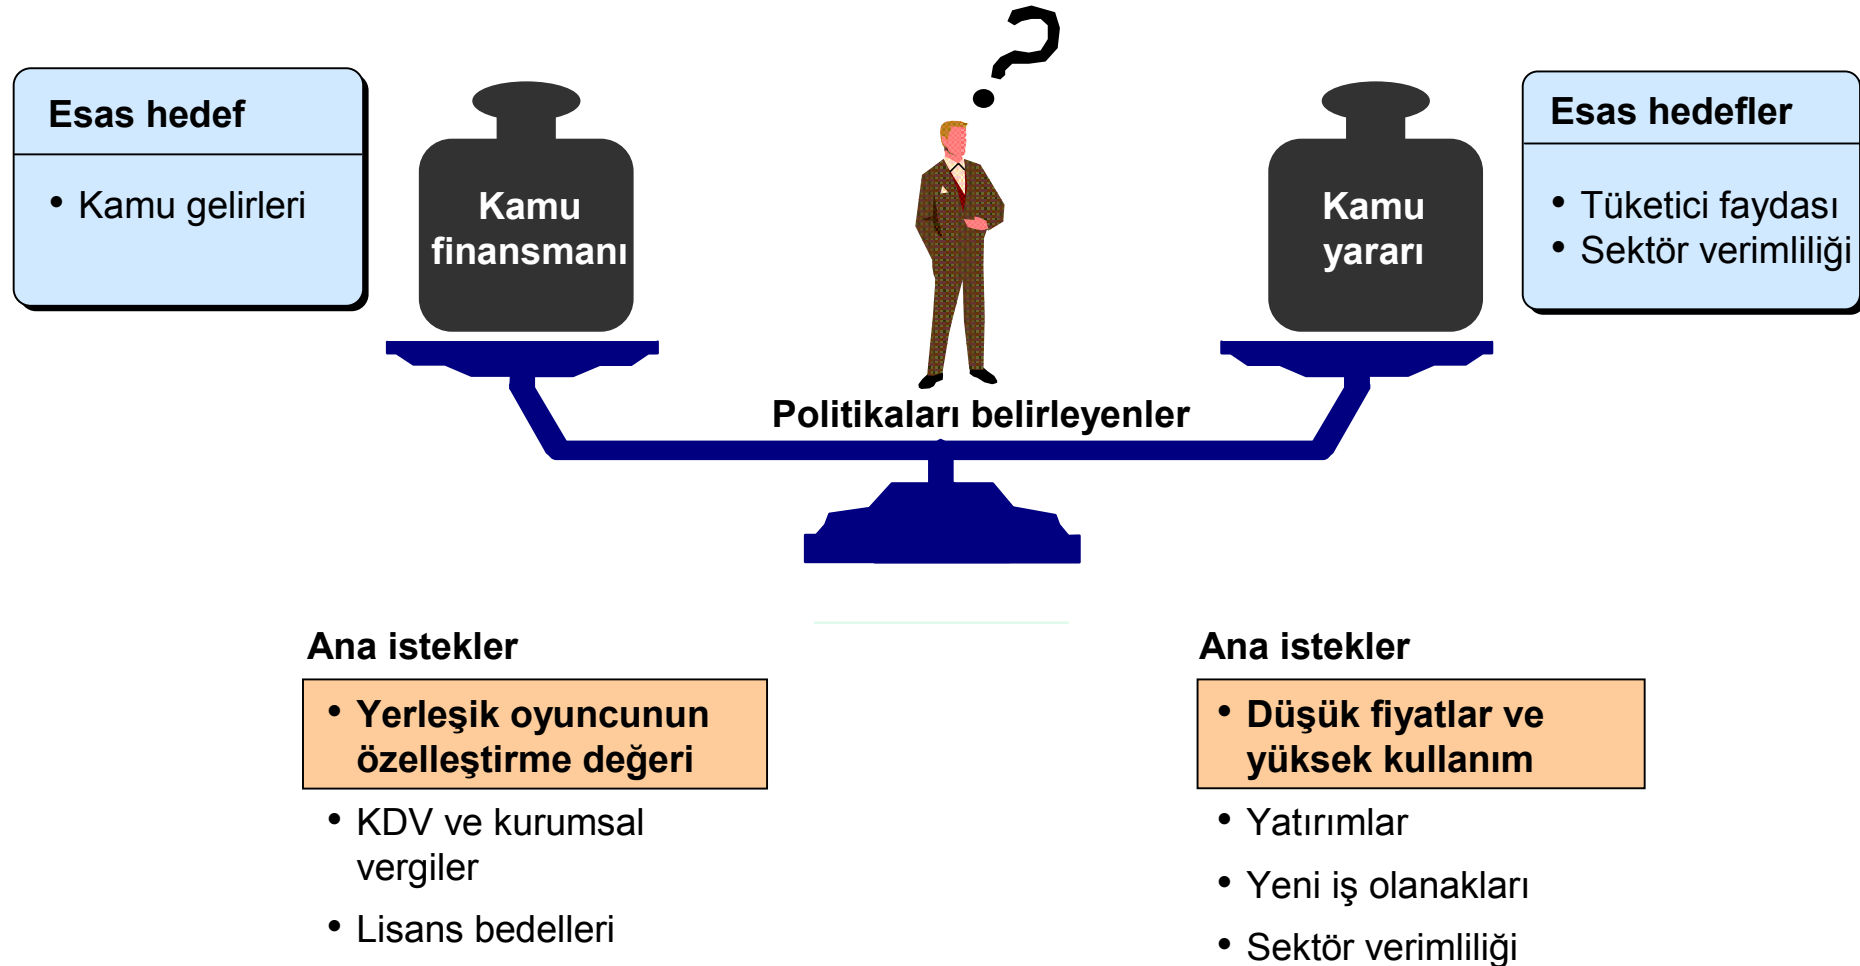 Esas hedef
• Kamu gelirleri
Kamu
finansmanı
?
Politikaları belirleyenler
Kamu
yararı
Esas hedefler
• Tüketici faydası
• Sektör verimliliği
Ana istekler
• Yerleşik oyuncunun
özelleştirme değeri
• KDV ve kurumsal
vergiler
• Lisans bedelleri
Ana istekler
• Düşük fiyatlar ve
yüksek kullanım
• Yatırımlar
• Yeni iş olanakları
• Sektör verimliliği